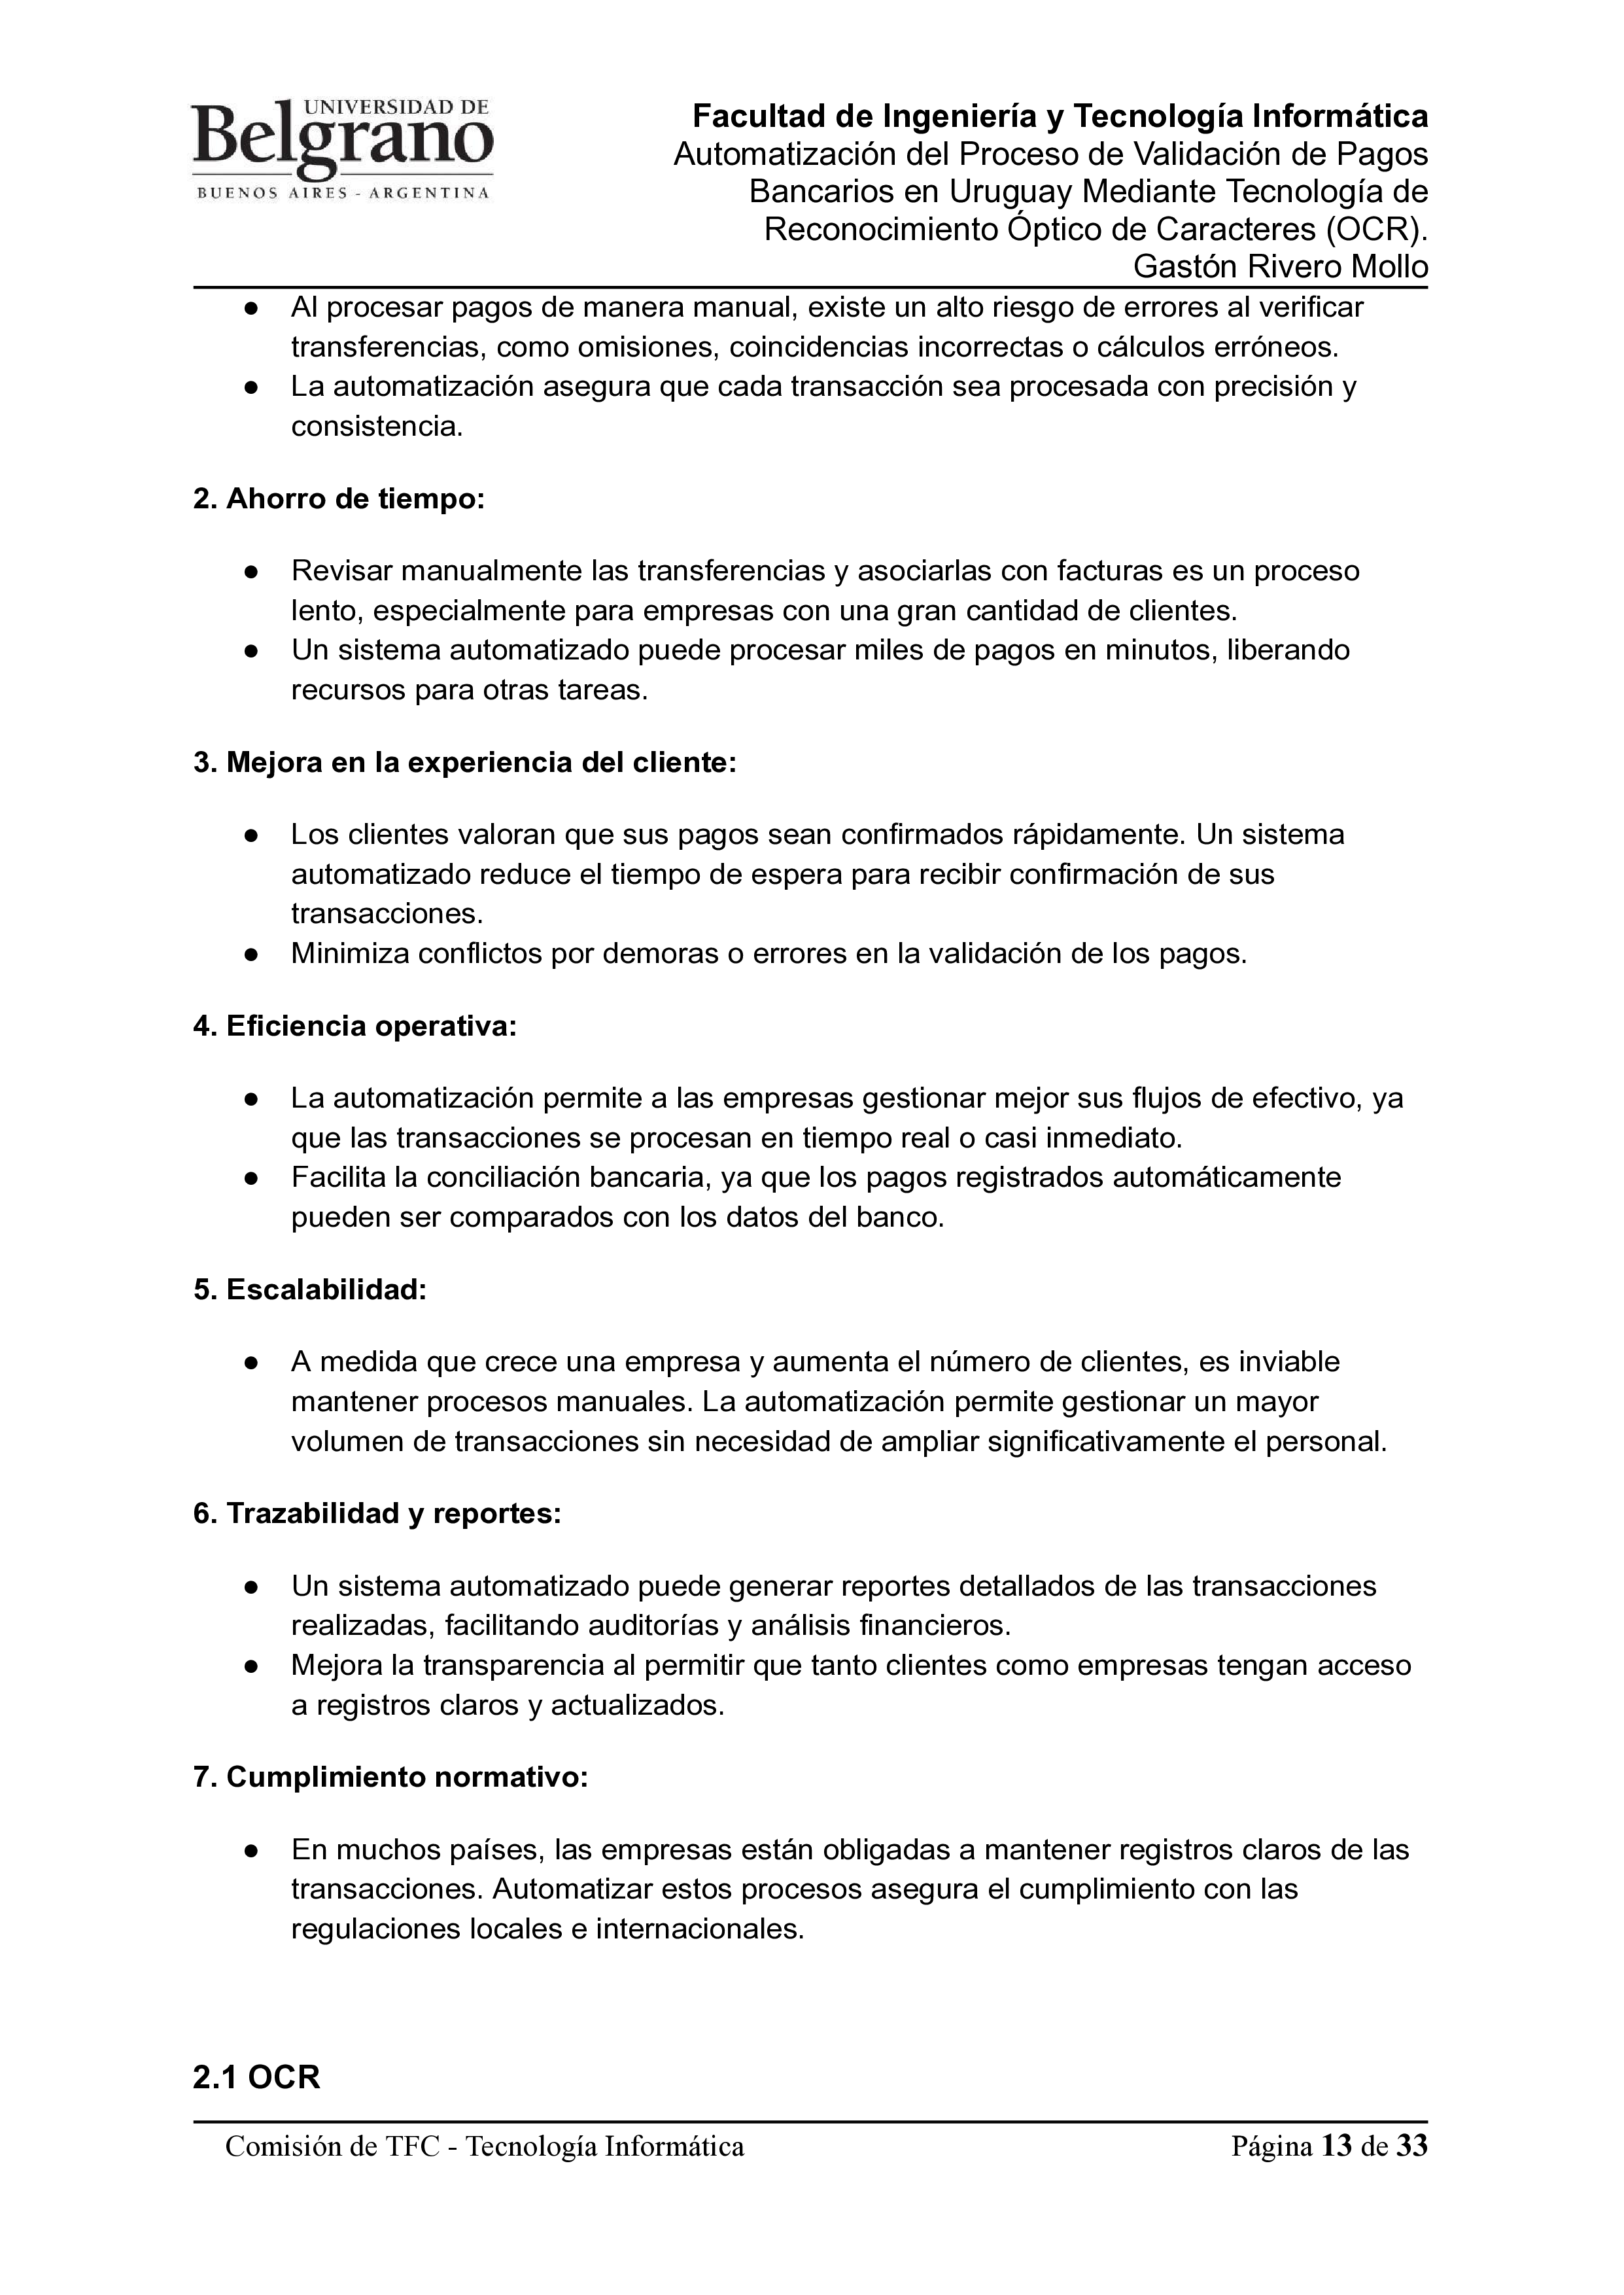 UNIVERSIDAD DE
Belgrano
BUENOS AIRES - ARGENTINA
Facultad de Ingeniería y Tecnología Informática
Automatización del Proceso de Validación de Pagos
Bancarios en Uruguay Mediante Tecnología de
Reconocimiento Óptico de Caracteres (OCR).
Gastón Rivero Mollo
● Al procesar pagos de manera manual, existe un alto riesgo de errores al verificar
transferencias, como omisiones, coincidencias incorrectas o cálculos erróneos.
● La automatización asegura que cada transacción sea procesada con precisión y
consistencia.
2. Ahorro de tiempo:
● Revisar manualmente las transferencias y asociarlas con facturas es un proceso
lento, especialmente para empresas con una gran cantidad de clientes.
● Un sistema automatizado puede procesar miles de pagos en minutos, liberando
recursos para otras tareas.
3. Mejora en la experiencia del cliente:
● Los clientes valoran que sus pagos sean confirmados rápidamente. Un sistema
automatizado reduce el tiempo de espera para recibir confirmación de sus
transacciones.
● Minimiza conflictos por demoras o errores en la validación de los pagos.
4. Eficiencia operativa:
● La automatización permite a las empresas gestionar mejor sus flujos de efectivo, ya
que las transacciones se procesan en tiempo real o casi inmediato.
● Facilita la conciliación bancaria, ya que los pagos registrados automáticamente
pueden ser comparados con los datos del banco.
5. Escalabilidad:
● A medida que crece una empresa y aumenta el número de clientes, es inviable
mantener procesos manuales. La automatización permite gestionar un mayor
volumen de transacciones sin necesidad de ampliar significativamente el personal.
6. Trazabilidad y reportes:
● Un sistema automatizado puede generar reportes detallados de las transacciones
realizadas, facilitando auditorías y análisis financieros.
● Mejora la transparencia al permitir que tanto clientes como empresas tengan acceso
a registros claros y actualizados.
7. Cumplimiento normativo:
● En muchos países, las empresas están obligadas a mantener registros claros de las
transacciones. Automatizar estos procesos asegura el cumplimiento con las
regulaciones locales e internacionales.
2.1 OCR
Comisión de TFC - Tecnología Informática
Página 13 de 33